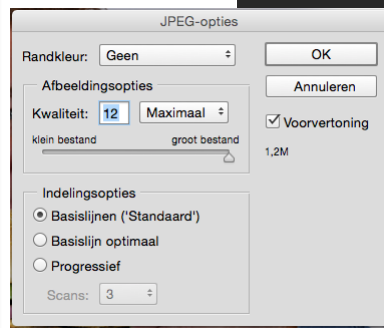 JPEG-opties
Randkleur: Geen
OK
Annuleren
Voorvertoning
1,2M
Afbeeldingsopties
Kwaliteit: 12 Maximaal
klein bestand groot bestand
Indelingsopties
Basislijnen ('Standaard')
Basislijn optimaal
Progressief
Scans: 3